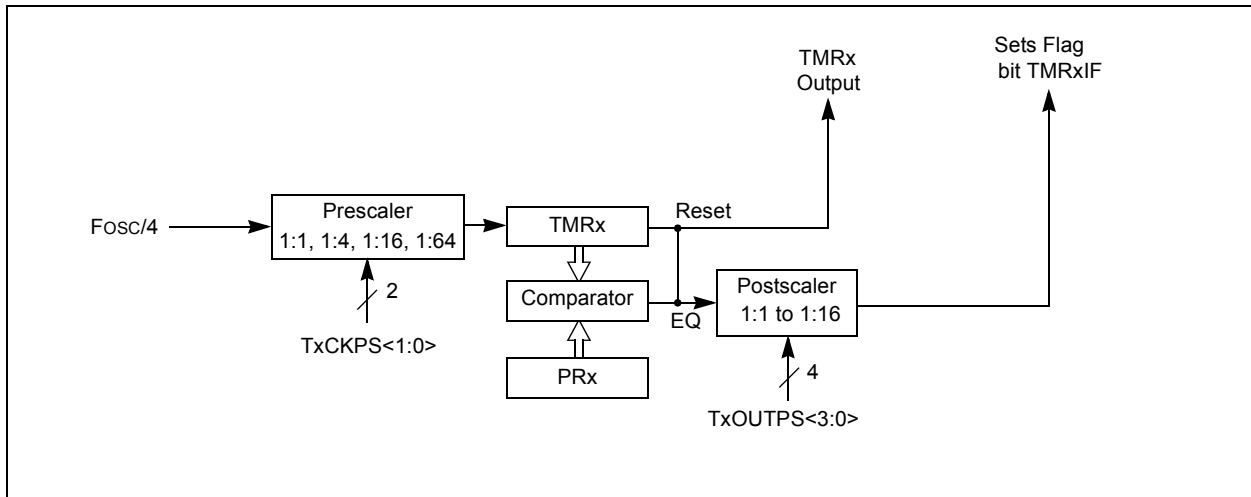 TMRx
Output
Sets Flag
bit TMRxIF
Fosc/4
Prescaler
1:1, 1:4, 1:16, 1:64
2
TxCKPS<1:0>
TMRx
Reset
Comparator
EQ
PRx
Postscaler
1:1 to 1:16
4
TxOUTPS<3:0>